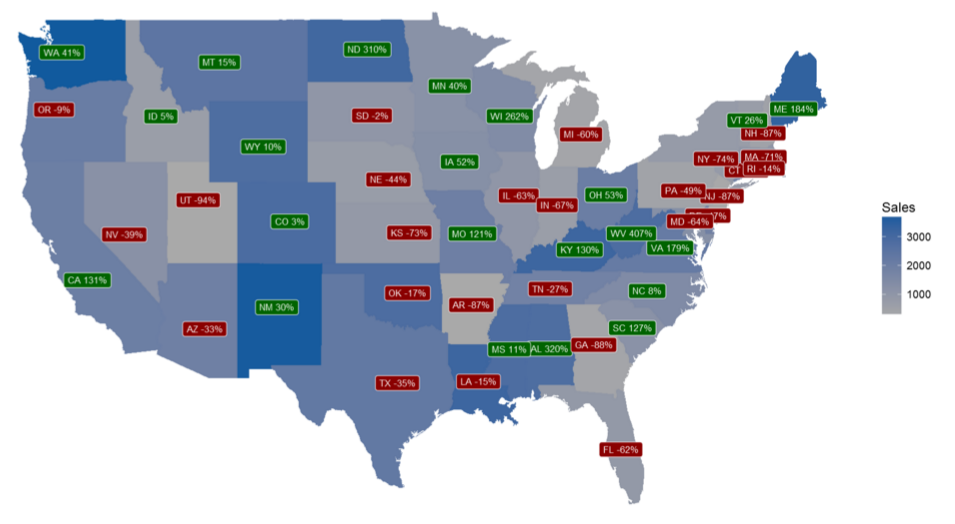 WA 41%
MT 15%
ND 310%
MN 40%
OR -9%
ID 5%
SD -2%
WI 262%
ME 184%
VT 26%
NH -87%
MI -60%
WY 10%
IA 52%
NY -74%
MA -71%
CT
RI -14%
NE -44%
UT -94%
IL -63%
IN -67%
OH 53%
PA -49%
NJ -87%
NV -39%
CO 3%
KS -73%
MO 121%
MD -64%
WV 407%
KY 130%
VA 179%
CA 131%
OK -17%
TN -27%
NC 8%
NM 30%
AR -87%
AZ -33%
SC 127%
MS 11%
AL 320%
GA -88%
TX -35%
LA -15%
FL -62%
Sales
3000
2000
1000